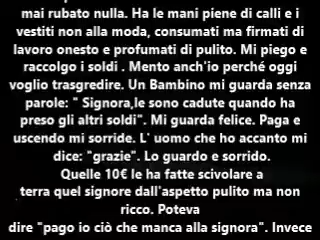 mai rubato nulla. Ha le mani piene di calli e i
vestiti non alla moda, consumati ma firmati di
lavoro onesto e profumati di pulito. Mi piego e
raccolgo i soldi . Mento anch'io perché oggi
voglio trasgredire. Un Bambino mi guarda senza
parole: " Signora,le sono cadute quando ha
preso gli altri soldi". Mi guarda felice. Paga e
uscendo mi sorride. L' uomo che ho accanto mi
dice: "grazie". Lo guardo e sorrido.
Quelle 10€ le ha fatte scivolare a
terra quel signore dall'aspetto pulito ma non
ricco. Poteva
dire "pago io ciò che manca alla signora". Invece